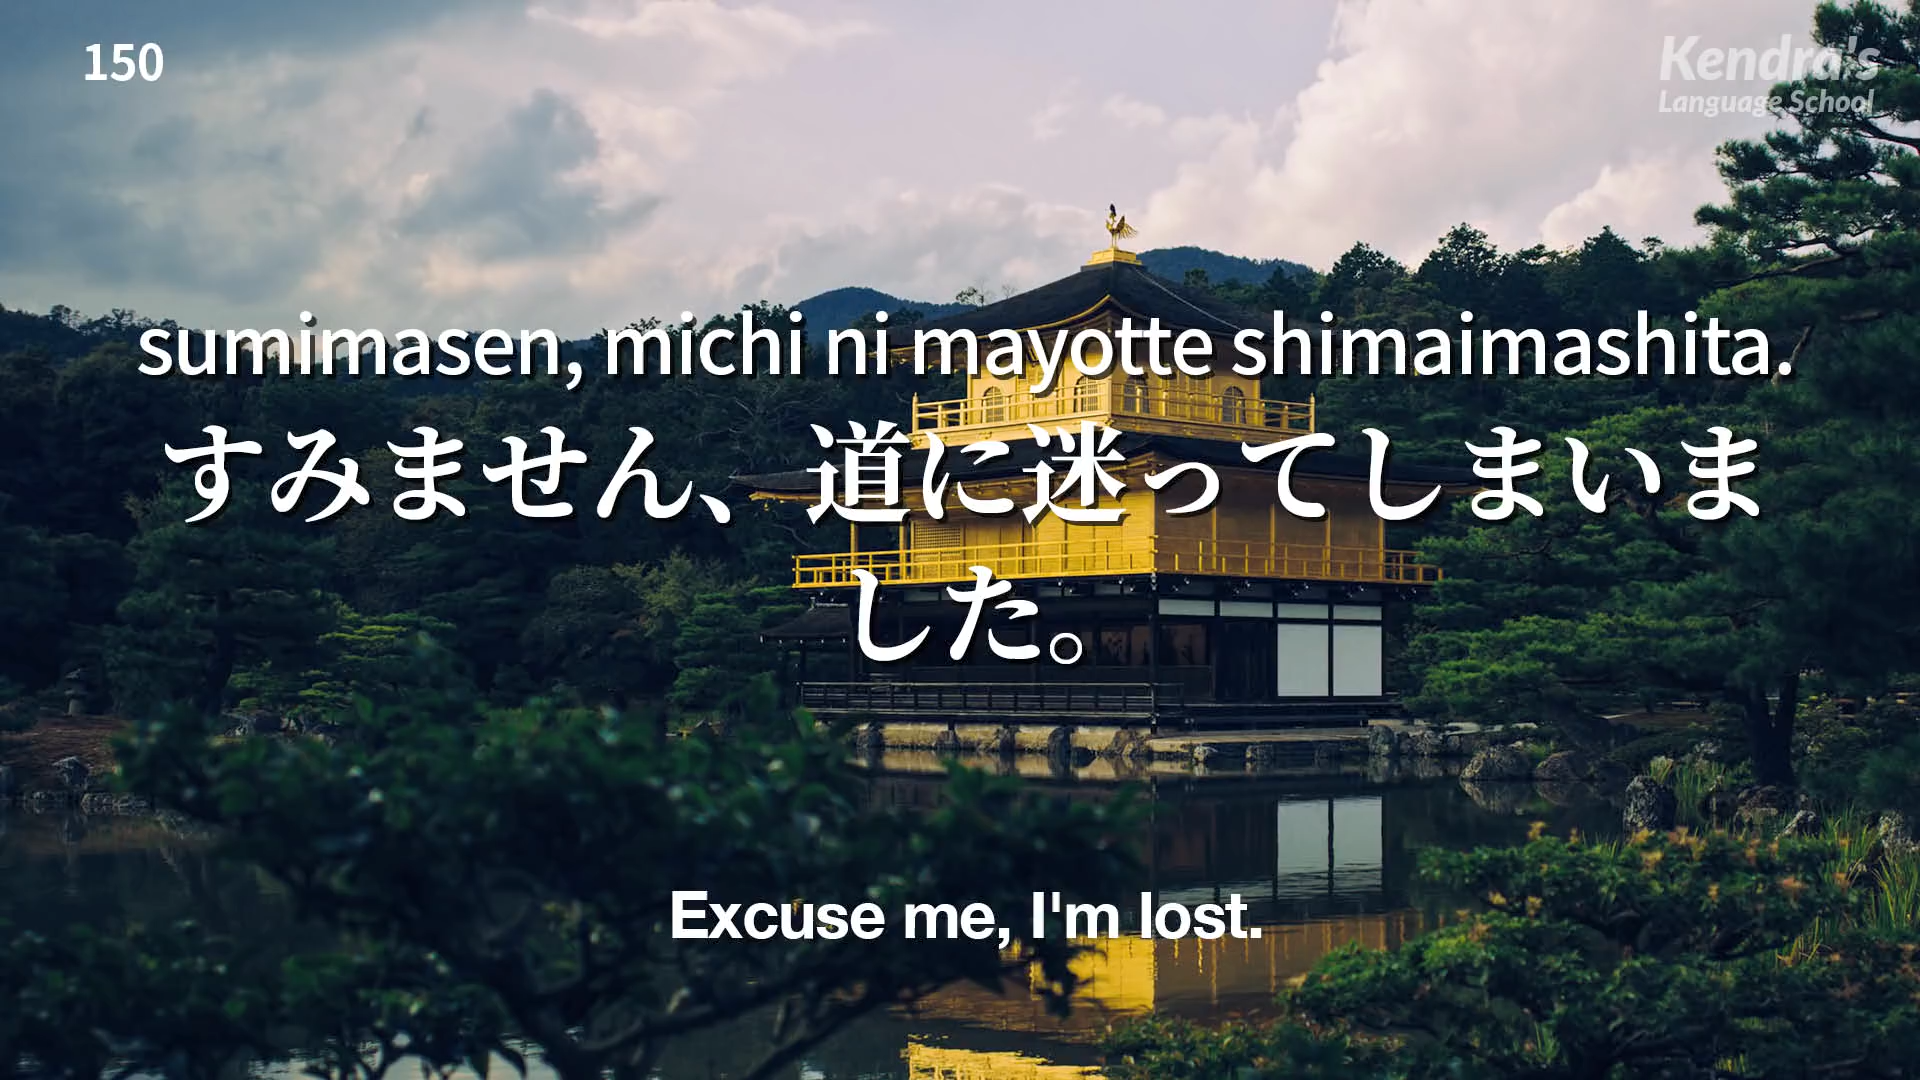 150
Kendra's
Language School
sumimasen, michi ni mayotte shimaimashita.
すみません、道に迷ってしまいま
した。
Excuse me, I'm lost.